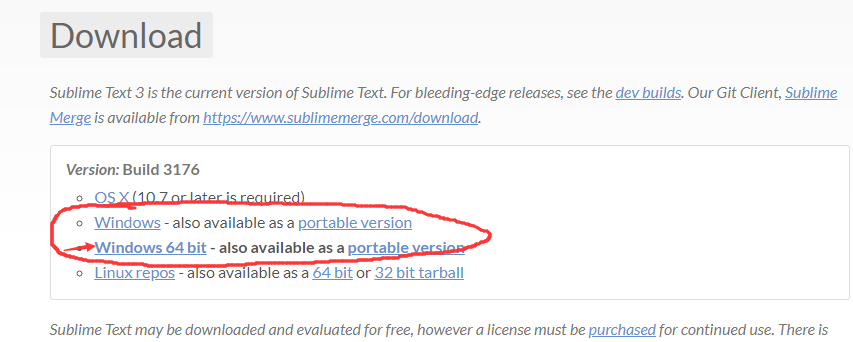 Download
Sublime Text 3 is the current version of Sublime Text. For bleeding-edge releases, see the dev builds. Our Git Client, Sublime
Merge is available from https://www.sublimemerge.com/download.
Version: Build 3176
OS X (10.7 or later is required)
Windows - also available as a portable version
Windows 64 bit - also available as a portable version
Linux repos - also available as a 64 bit or 32 bit tarball
Sublime Text may be downloaded and evaluated for free, however a license must be purchased for continued use. There is